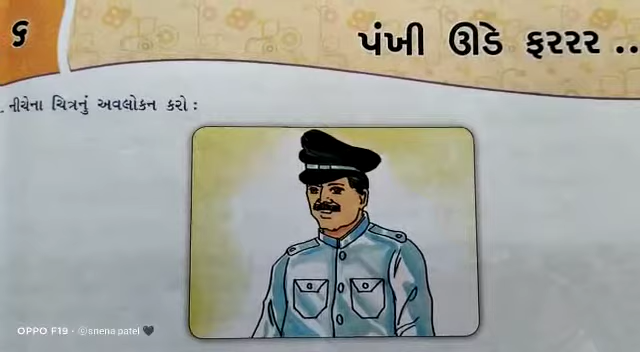 ૬
પંખી ઊડે ફરરર ..
નીચેના ચિત્રનું અવલોકન કરો :
OPPO F19 · ©snena patel 🖤